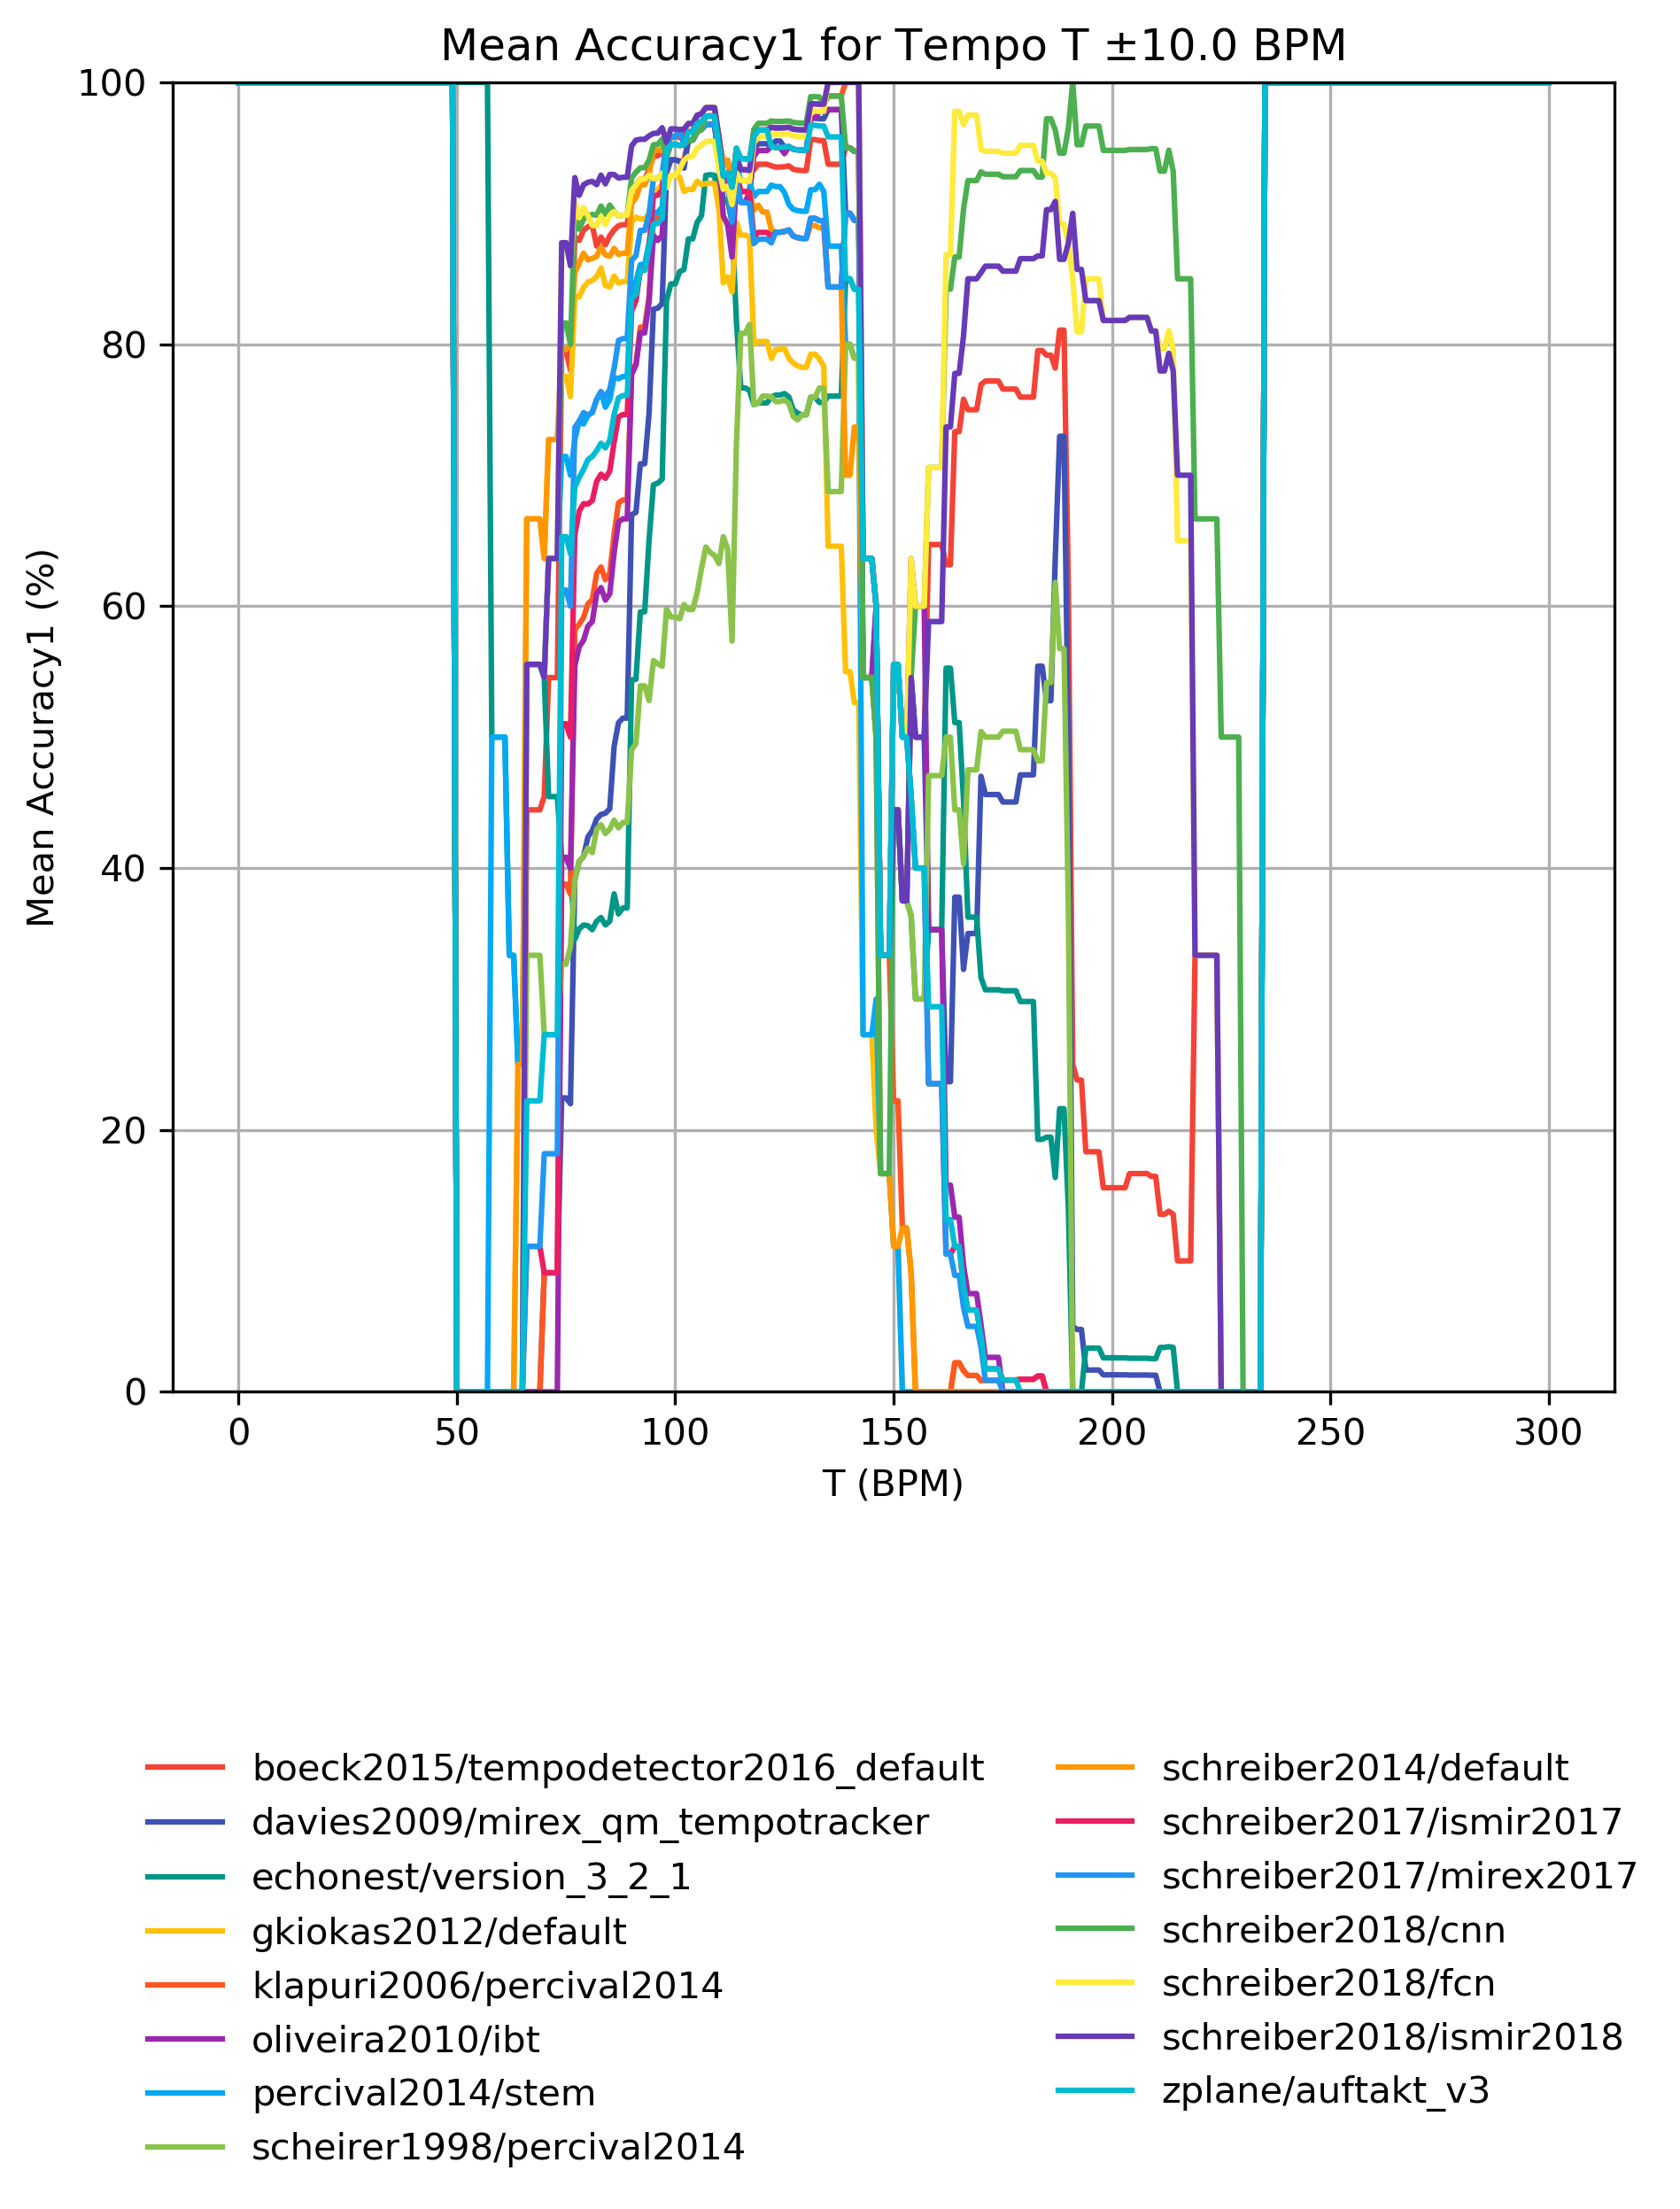 Mean Accuracy1 for Tempo T ±10.0 BPM
Mean Accuracy1 (%)
100
80
60
40
20
0
0 50 100 150 200 250 300
T (BPM)
boeck2015/tempodetector2016_default
davies2009/mirex_qm_tempotracker
echonest/version_3_2_1
gkiokas2012/default
klapuri2006/percival2014
oliveira2010/ibt
percival2014/stem
scheirer1998/percival2014
schreiber2014/default
schreiber2017/ismir2017
schreiber2017/mirex2017
schreiber2018/cnn
schreiber2018/fcn
schreiber2018/ismir2018
zplane/auftakt_v3